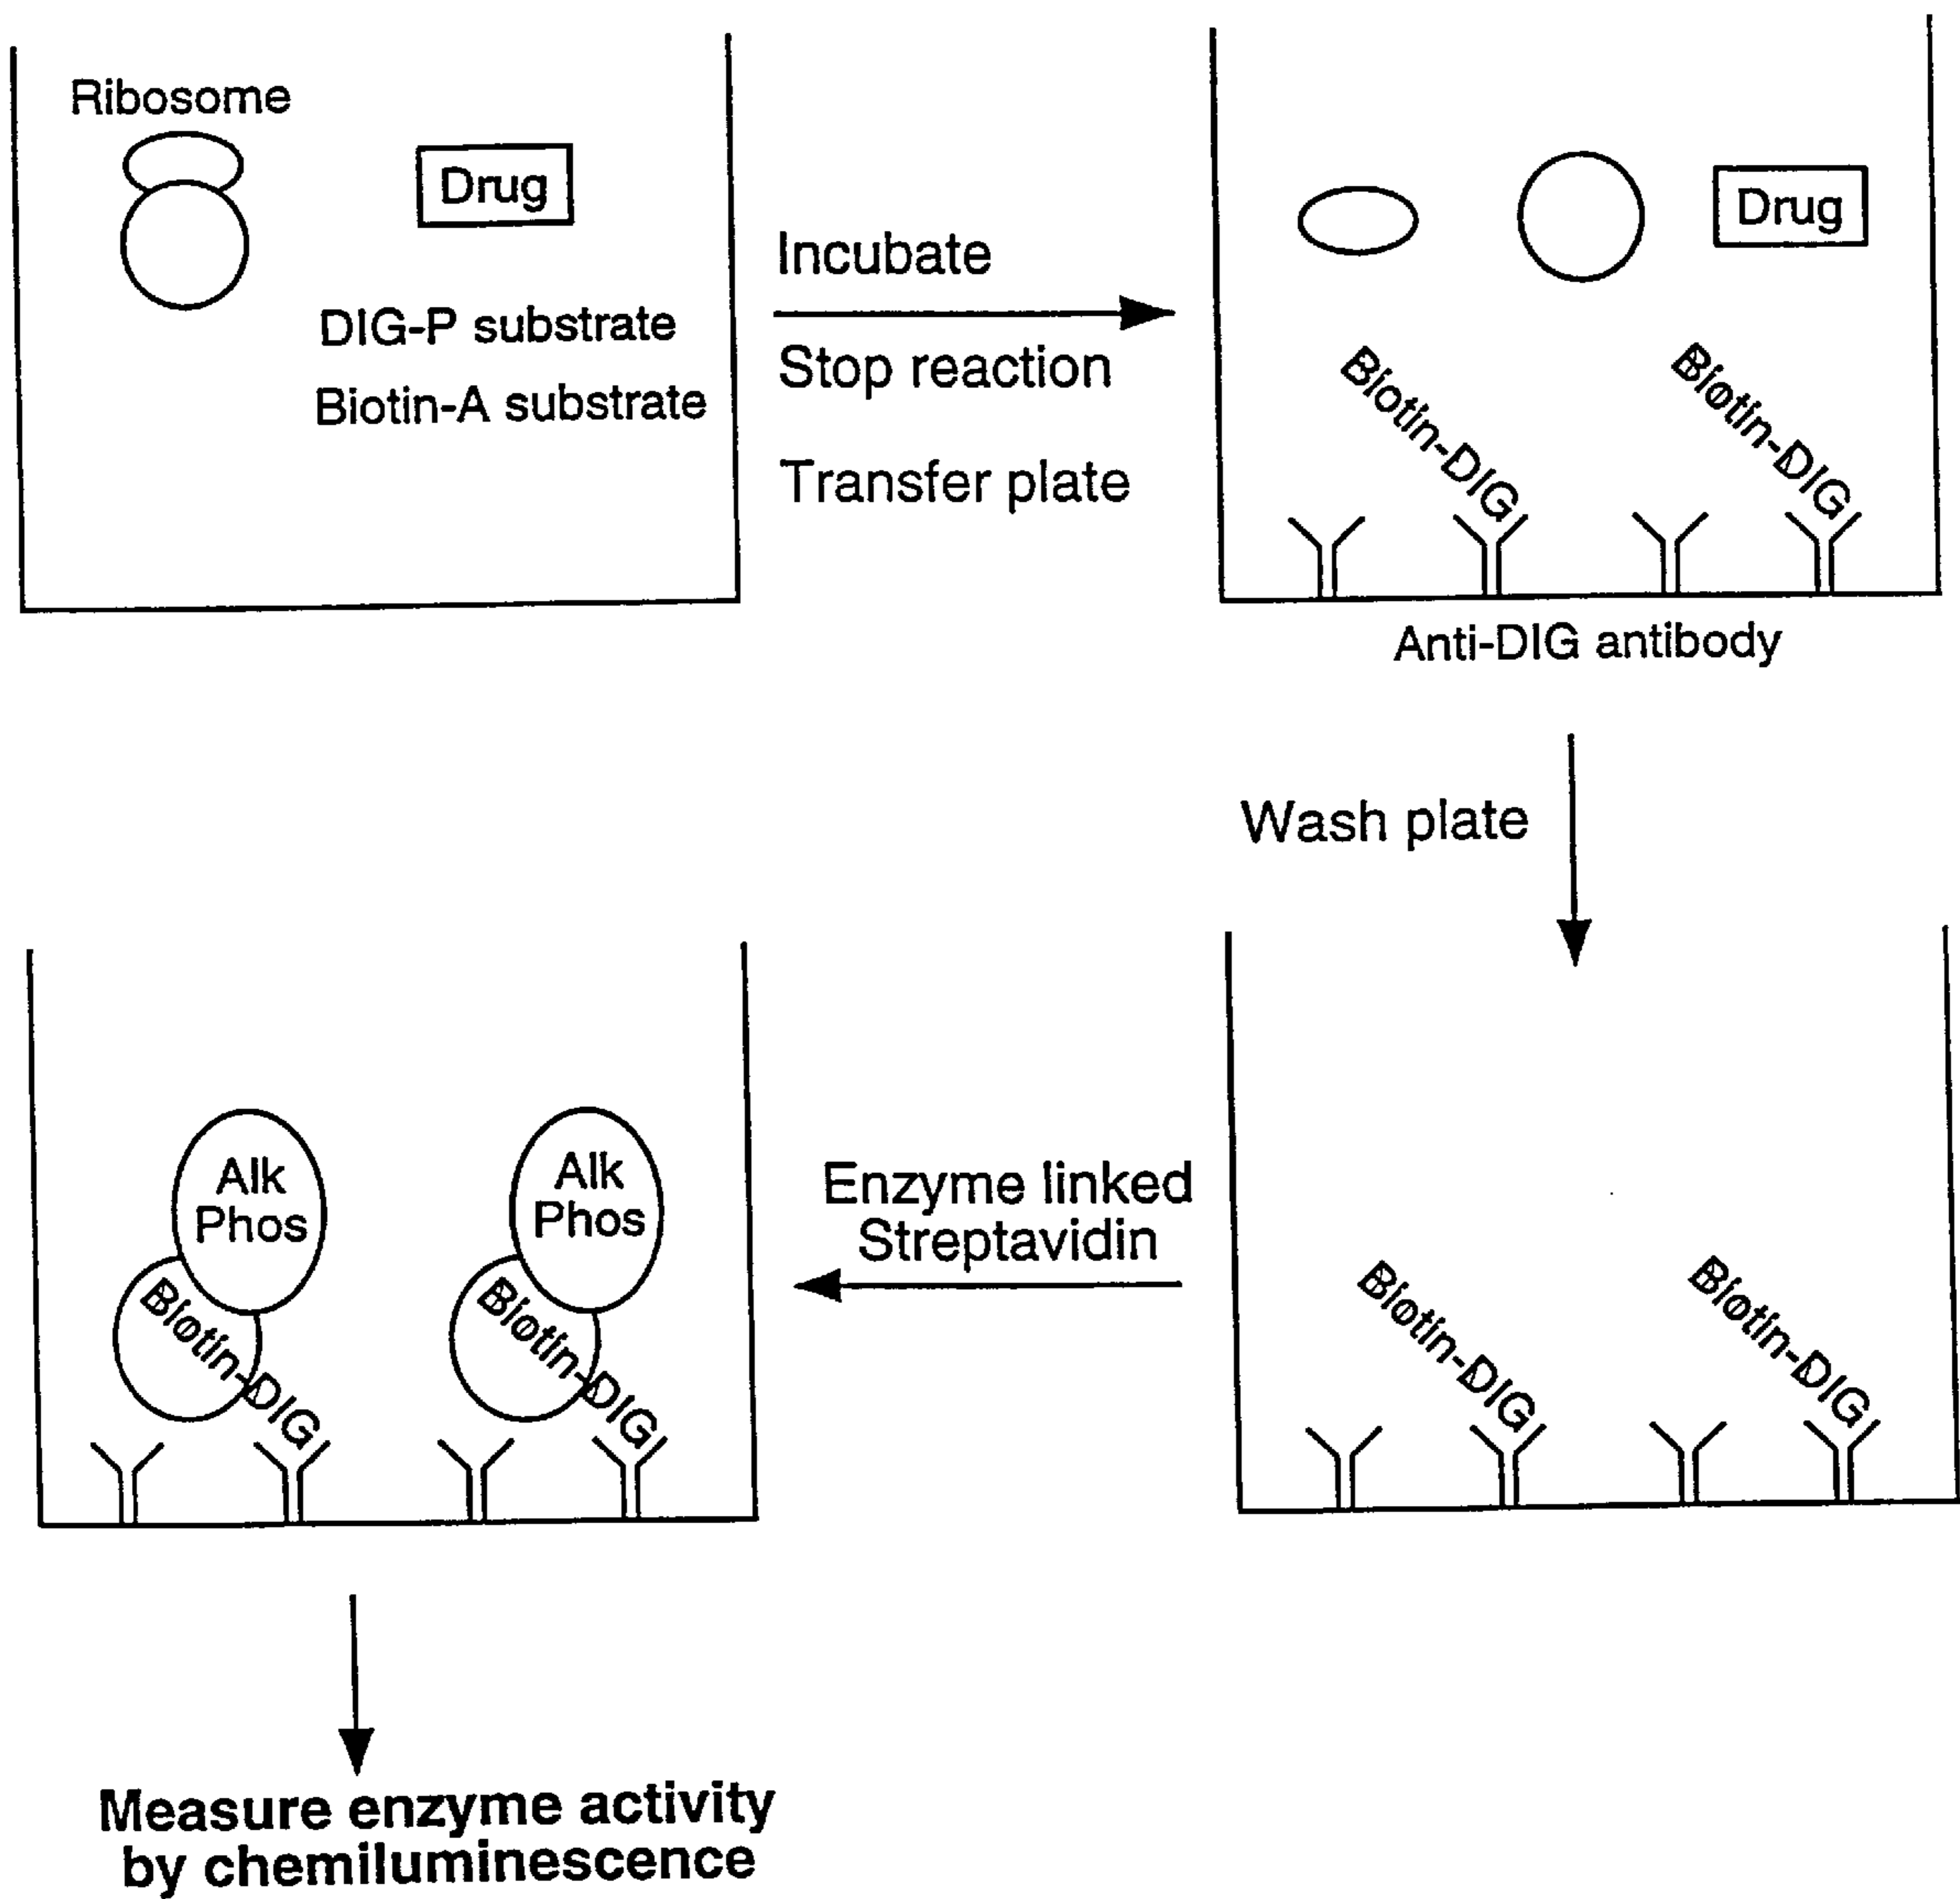 Ribosome
Drug
DIG-P substrate
Biotin-A substrate
Incubate
Stop reaction
Transfer plate
Drug
Biotin-DIG
Biotin-DIG
Anti-DIG antibody
Wash plate
Biotin-DIG
Biotin-DIG
Enzyme linked
Streptavidin
Alk
Phos
Biotin-DIG
Alk
Phos
Biotin-DIG
Measure enzyme activity
by chemiluminescence